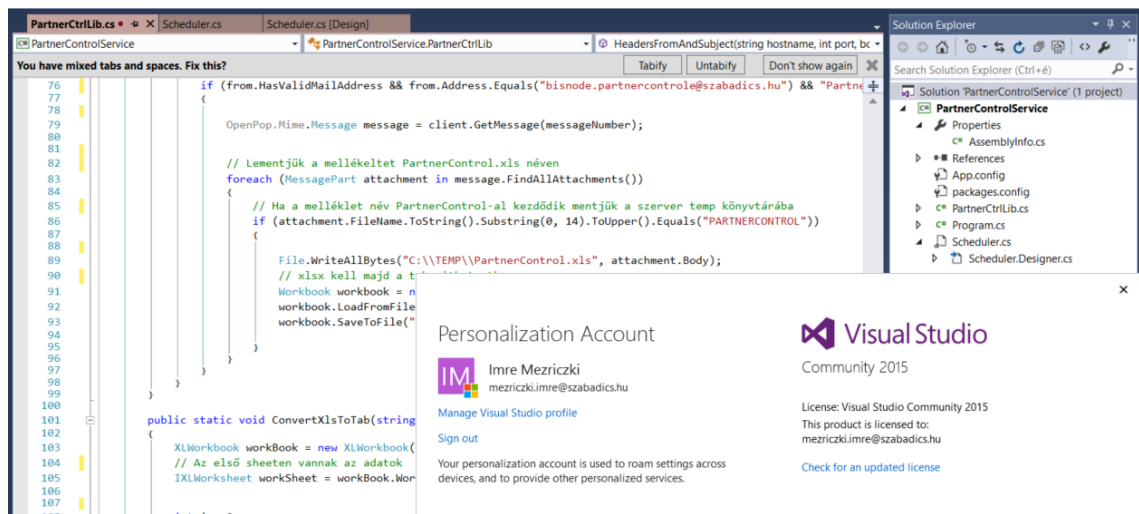 PartnerCtrlLib.cs
Scheduler.cs
Scheduler.cs [Design]
PartnerControlService
PartnerControlService.PartnerCtrlLib
HeadersFromAndSubject(string hostname, int port, bc
You have mixed tabs and spaces. Fix this?
Tabify
Untabify
Don't show again
76 if (from.HasValidMailAddress && from.Address.Equals("bisnode.partnercontrole@szabadics.hu") && "Partne
77 {
78
79 OpenPop.Mime.Message message = client.GetMessage(messageNumber);
80
81
82 // Lementjük a mellékeltet PartnerControl.xls néven
83 foreach (MessagePart attachment in message.FindAllAttachments())
84 {
85 // Ha a melléklet név PartnerControl-al kezdődik mentjük a szerver temp könyvtárába
86 if (attachment.FileName.ToString().Substring(0, 14).ToUpper().Equals("PARTNERCONTROL"))
87 {
88
89 File.WriteAllBytes("C:\\TEMP\\PartnerControl.xls", attachment.Body);
90 // xlsx kell majd a
91 Workbook workbook = n
92 workbook.LoadFromFile
93 workbook.SaveToFile("
94
95 }
96 }
97 }
98 }
99 }
100
101 public static void ConvertXlsToTab(string
102 {
103 XLWorkbook workBook = new XLWorkbook(
104 // Az első sheeten vannak az adatok
105 IXLWorksheet workSheet = workBook.Wor
106
107
Solution Explorer
Search Solution Explorer (Ctrl+é)
Solution 'PartnerControlService' (1 project)
PartnerControlService
Properties
AssemblyInfo.cs
References
App.config
packages.config
PartnerCtrlLib.cs
Program.cs
Scheduler.cs
Scheduler.Designer.cs
Personalization Account
IM
Imre Mezriczki
mezriczki.imre@szabadics.hu
Manage Visual Studio profile
Sign out
Your personalization account is used to roam settings across
devices, and to provide other personalized services.
Visual Studio
Community 2015
License: Visual Studio Community 2015
This product is licensed to:
mezriczki.imre@szabadics.hu
Check for an updated license